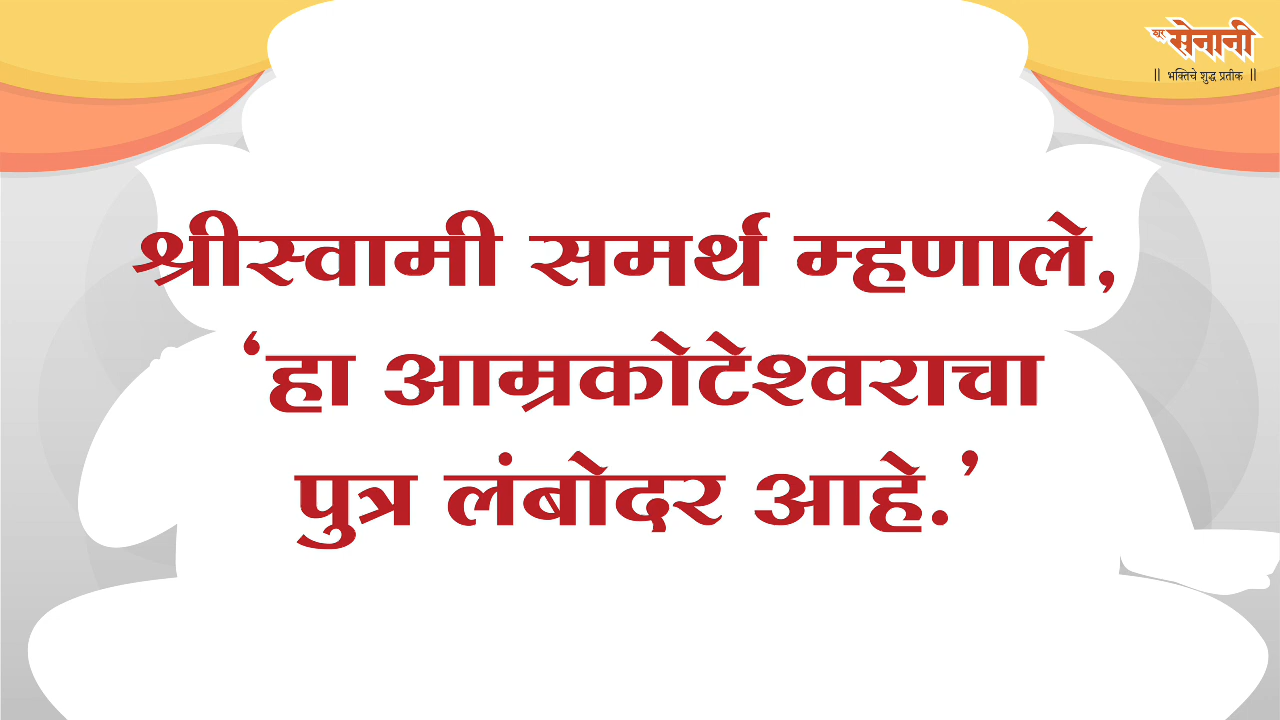 सेनानी
॥ भक्तिचे शुद्ध प्रतीक ॥
श्रीस्वामी समर्थ म्हणाले,
‘हा आम्रकोटेश्वराचा
पुत्र लंबोदर आहे.’